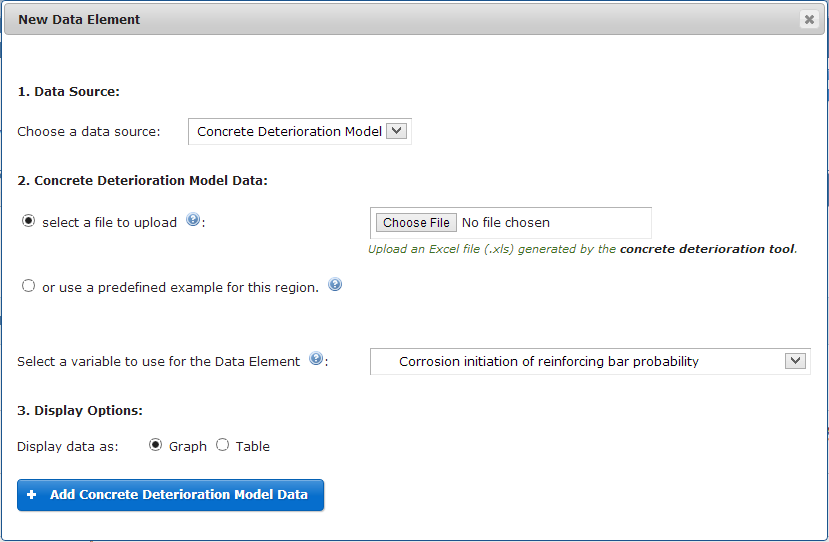 New Data Element
1. Data Source:
Choose a data source: Concrete Deterioration Model
2. Concrete Deterioration Model Data:
select a file to upload ? : Choose File No file chosen
Upload an Excel file (.xls) generated by the concrete deterioration tool.
or use a predefined example for this region. ?
Select a variable to use for the Data Element ? : Corrosion initiation of reinforcing bar probability
3. Display Options:
Display data as: Graph Table
+ Add Concrete Deterioration Model Data